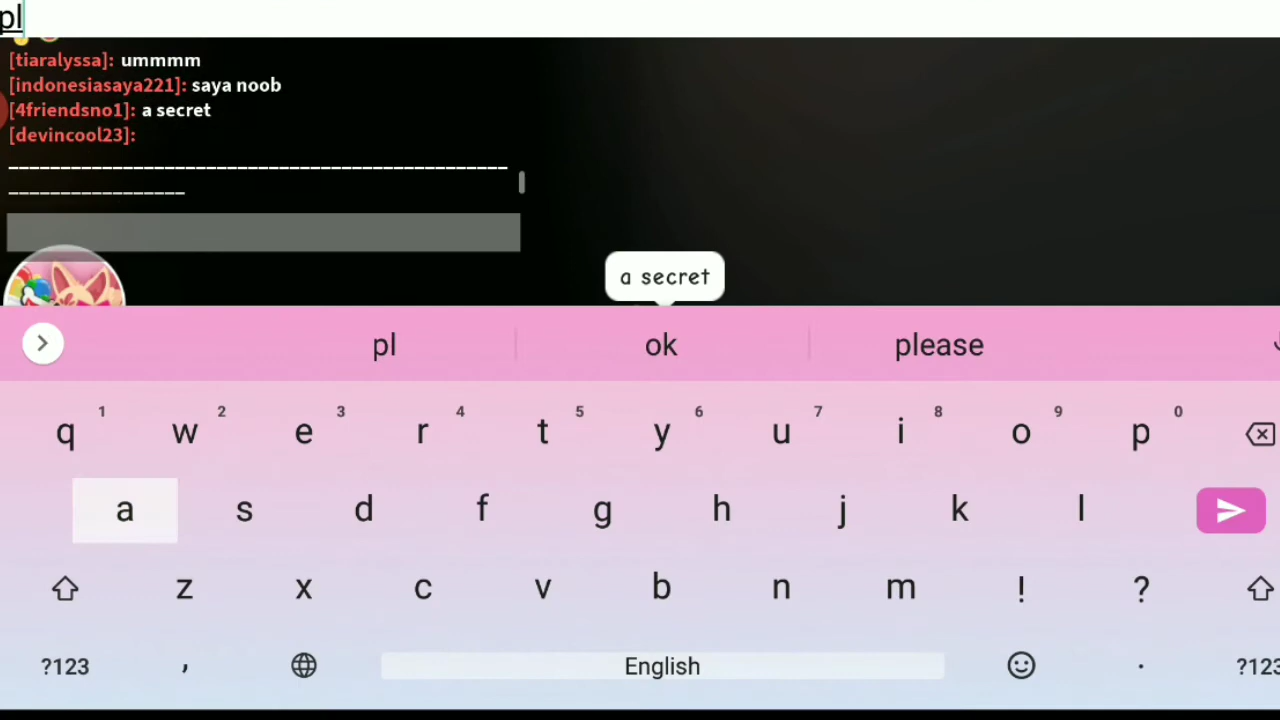 pl
[tiaralyssa]: ummmm
[indonesiasaya221]: saya noob
[4friendsno1]: a secret
[devincool23]:
a secret
pl ok please
1 2 3 4 5 6 7 8 9 0
q w e r t y u i o p
a s d f g h j k l
z x c v b n m ! ?
?123 , English . ?123